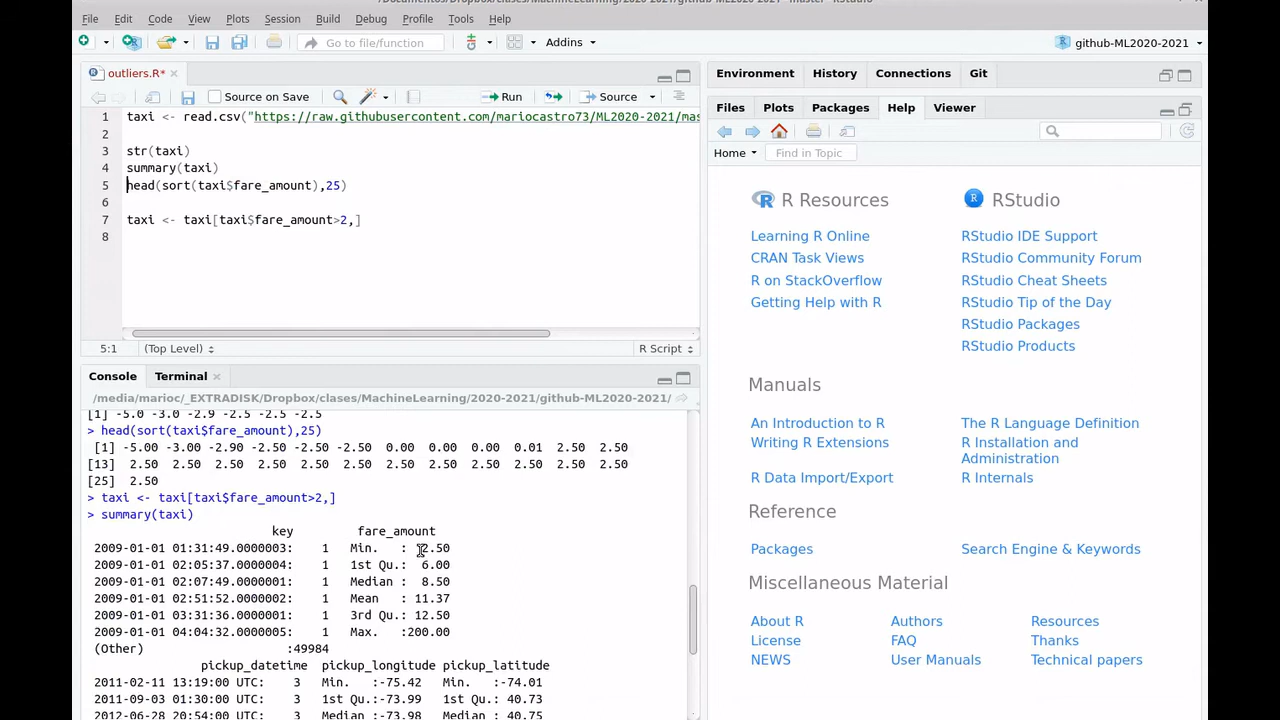 /Documentos/Dropbox/clases/MachineLearning/2020-2021/github-ML2020-2021 - master - RStudio
File Edit Code View Plots Session Build Debug Profile Tools Help
Go to file/function
Addins
github-ML2020-2021
outliers.R*
Source on Save
Run
Source
1 taxi <- read.csv("https://raw.githubusercontent.com/mariocastro73/ML2020-2021/mas
2
3 str(taxi)
4 summary(taxi)
5 head(sort(taxi$fare_amount),25)
6
7 taxi <- taxi[taxi$fare_amount>2,]
8
5:1 (Top Level) R Script
Console Terminal
/media/marioc/_EXTRADISK/Dropbox/clases/MachineLearning/2020-2021/github-ML2020-2021/
[1] -5.0 -3.0 -2.9 -2.5 -2.5 -2.5
> head(sort(taxi$fare_amount),25)
[1] -5.00 -3.00 -2.90 -2.50 -2.50 -2.50 0.00 0.00 0.00 0.01 2.50 2.50
[13] 2.50 2.50 2.50 2.50 2.50 2.50 2.50 2.50 2.50 2.50 2.50 2.50
[25] 2.50
> taxi <- taxi[taxi$fare_amount>2,]
> summary(taxi)
key fare_amount
2009-01-01 01:31:49.0000003: 1 Min. : 2.50
2009-01-01 02:05:37.0000004: 1 1st Qu.: 6.00
2009-01-01 02:07:49.0000001: 1 Median : 8.50
2009-01-01 02:51:52.0000002: 1 Mean : 11.37
2009-01-01 03:31:36.0000001: 1 3rd Qu.: 12.50
2009-01-01 04:04:32.0000005: 1 Max. :200.00
(Other) :49984
pickup_datetime pickup_longitude pickup_latitude
2011-02-11 13:19:00 UTC: 3 Min. :-75.42 Min. :-74.01
2011-09-03 01:30:00 UTC: 3 1st Qu.:-73.99 1st Qu.: 40.73
2012-06-28 20:54:00 UTC: 3 Median :-73.98 Median : 40.75
Environment History Connections Git
Files Plots Packages Help Viewer
Home Find in Topic
R Resources
Learning R Online
CRAN Task Views
R on StackOverflow
Getting Help with R
RStudio
RStudio IDE Support
RStudio Community Forum
RStudio Cheat Sheets
RStudio Tip of the Day
RStudio Packages
RStudio Products
Manuals
An Introduction to R
Writing R Extensions
R Data Import/Export
The R Language Definition
R Installation and
Administration
R Internals
Reference
Packages
Search Engine & Keywords
Miscellaneous Material
About R
License
NEWS
Authors
FAQ
User Manuals
Resources
Thanks
Technical papers